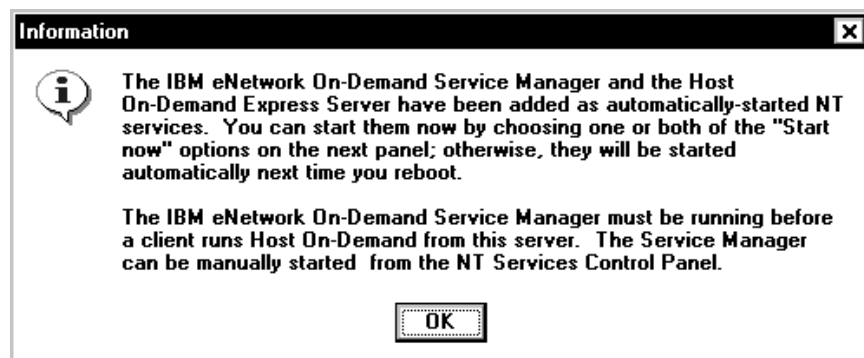 Information
The IBM eNetwork On-Demand Service Manager and the Host
On-Demand Express Server have been added as automatically-started NT
services. You can start them now by choosing one or both of the "Start
now" options on the next panel; otherwise, they will be started
automatically next time you reboot.
The IBM eNetwork On-Demand Service Manager must be running before
a client runs Host On-Demand from this server. The Service Manager
can be manually started from the NT Services Control Panel.
OK